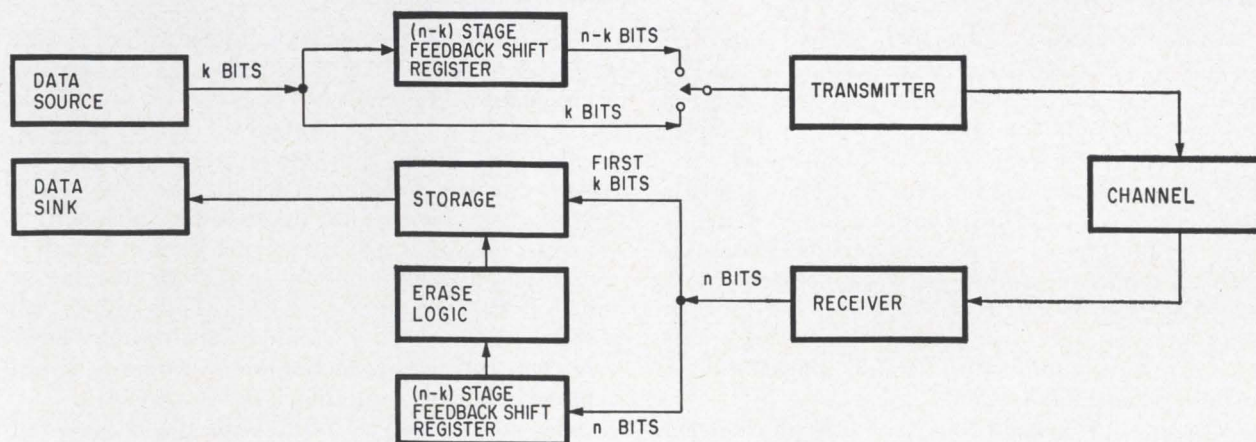 DATA
SOURCE
k BITS
(n-k) STAGE
FEEDBACK SHIFT
REGISTER
n-k BITS
k BITS
TRANSMITTER
CHANNEL
DATA
SINK
STORAGE
FIRST
k BITS
ERASE
LOGIC
n BITS
RECEIVER
(n-k) STAGE
FEEDBACK SHIFT
REGISTER
n BITS